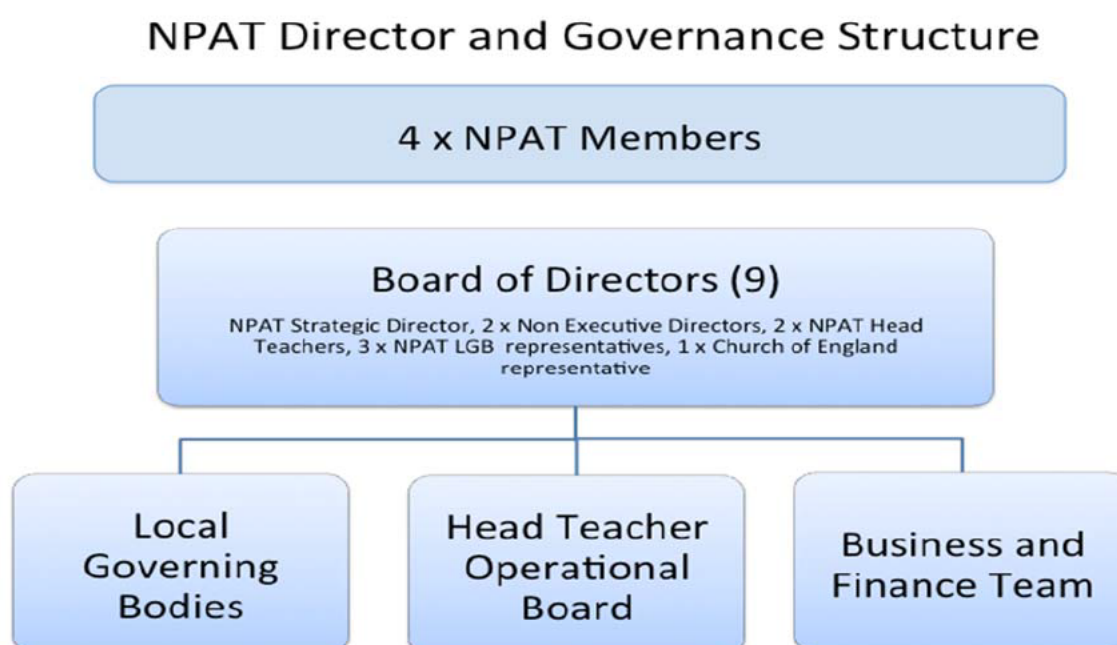 NPAT Director and Governance Structure
4 x NPAT Members
Board of Directors (9)
NPAT Strategic Director, 2 x Non Executive Directors, 2 x NPAT Head
Teachers, 3 x NPAT LGB representatives, 1 x Church of England
representative
Local
Governing
Bodies
Head Teacher
Operational
Board
Business and
Finance Team